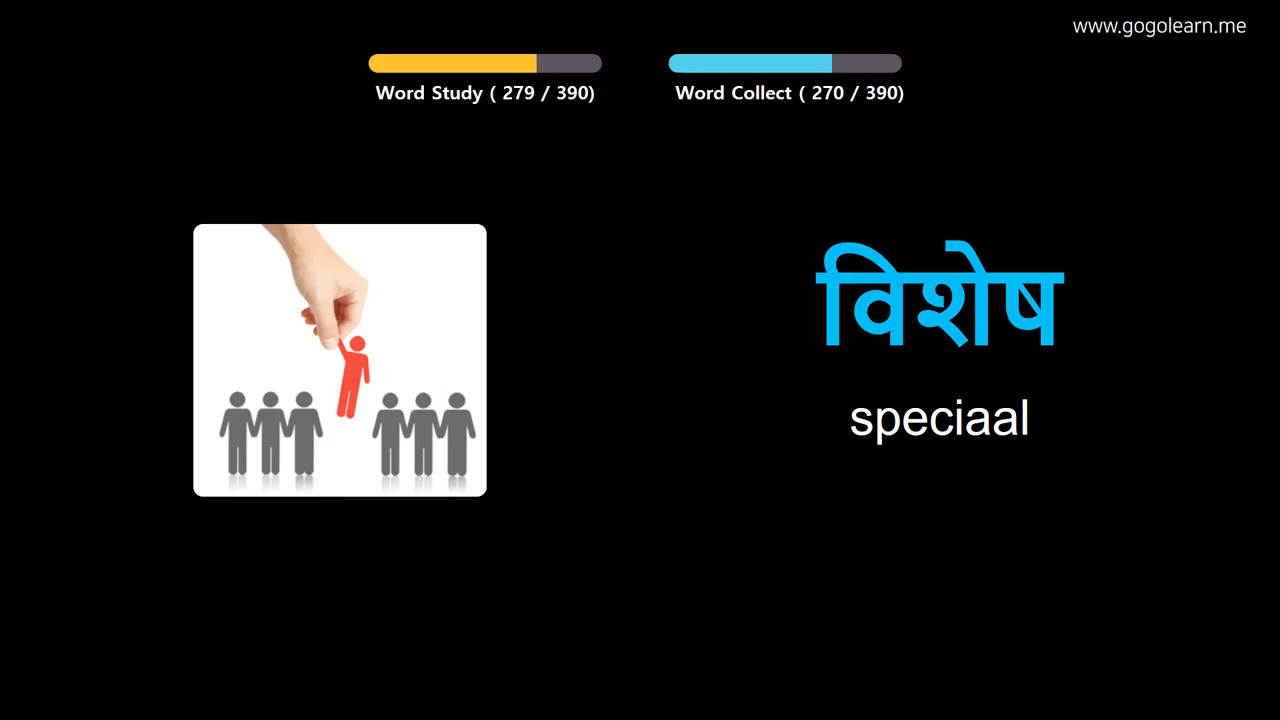 www.gogolearn.me
Word Study ( 279 / 390)
Word Collect ( 270 / 390)
विशेष
speciaal